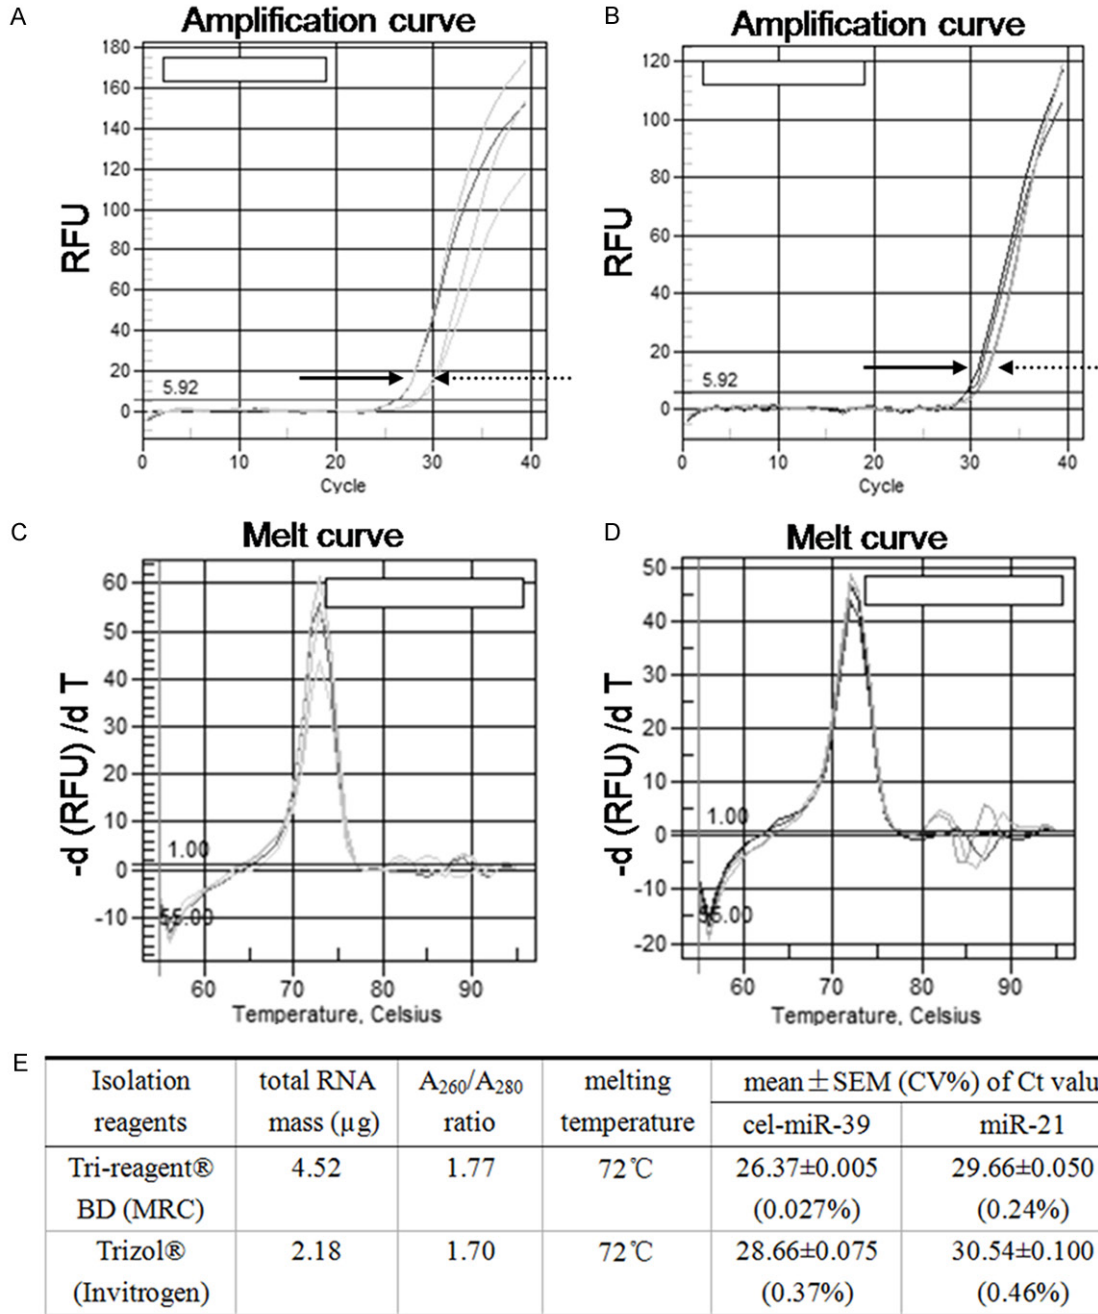 A
Amplification curve
180
160
140
120
100
80
60
40
20
0
RFU
5.92
0
10
20
30
40
Cycle
B
Amplification curve
120
100
80
60
40
20
0
RFU
5.92
0
10
20
30
40
Cycle
C
Melt curve
60
50
40
30
20
10
0
-10
-d (RFU) /d T
1.00
55.00
60
70
80
90
Temperature, Celsius
D
Melt curve
50
40
30
20
10
0
-10
-20
-d (RFU) /d T
1.00
55.00
60
70
80
90
Temperature, Celsius
E
Isolation reagents
total RNA mass (µg)
A260/A280 ratio
melting temperature
mean±SEM (CV%) of Ct valu
cel-miR-39
miR-21
Tri-reagent® BD (MRC)
4.52
1.77
72℃
26.37±0.005 (0.027%)
29.66±0.050 (0.24%)
Trizol® (Invitrogen)
2.18
1.70
72℃
28.66±0.075 (0.37%)
30.54±0.100 (0.46%)